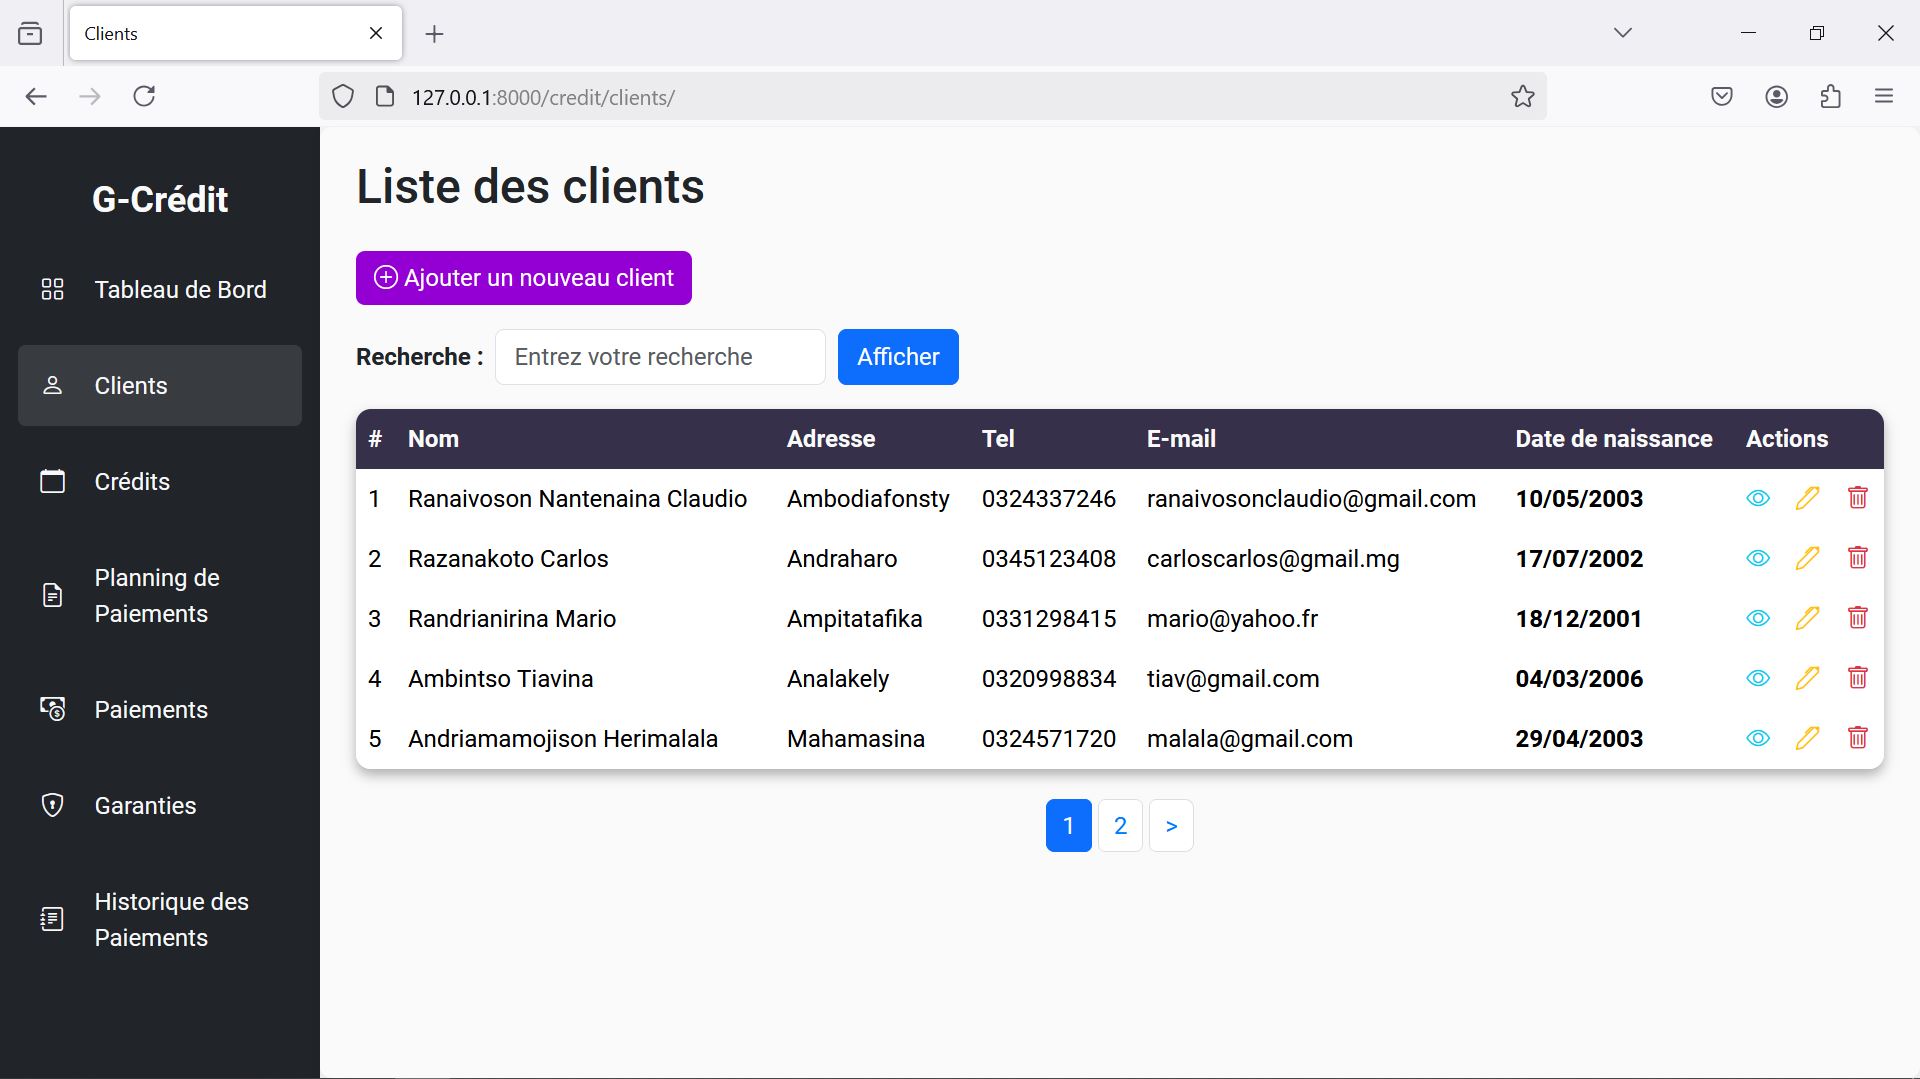 Clients
127.0.0.1:8000/credit/clients/
G-Crédit
Tableau de Bord
Clients
Crédits
Planning de
Paiements
Paiements
Garanties
Historique des
Paiements
Liste des clients
Ajouter un nouveau client
Recherche : Entrez votre recherche Afficher
# Nom Adresse Tel E-mail Date de naissance Actions
1 Ranaivoson Nantenaina Claudio Ambodiafonsty 0324337246 ranaivosonclaudio@gmail.com 10/05/2003
2 Razanakoto Carlos Andraharo 0345123408 carloscarlos@gmail.mg 17/07/2002
3 Randrianirina Mario Ampitatafika 0331298415 mario@yahoo.fr 18/12/2001
4 Ambintso Tiavina Analakely 0320998834 tiav@gmail.com 04/03/2006
5 Andriamamojison Herimalala Mahamasina 0324571720 malala@gmail.com 29/04/2003
1 2 >